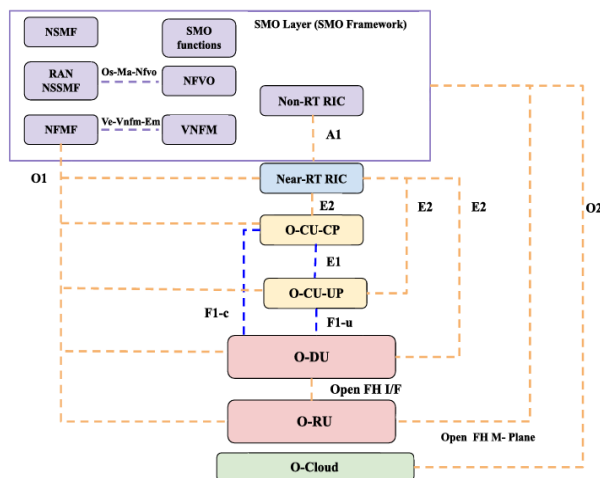 SMO Layer (SMO Framework)
NSMF
SMO
functions
RAN
NSSMF
Os-Ma-Nfvo
NFVO
Non-RT RIC
NFMF
Ve-Vnfm-Em
VNFM
A1
O1
Near-RT RIC
E2
E2
E2
O2
O-CU-CP
E1
O-CU-UP
F1-c
F1-u
O-DU
Open FH I/F
O-RU
Open FH M- Plane
O-Cloud